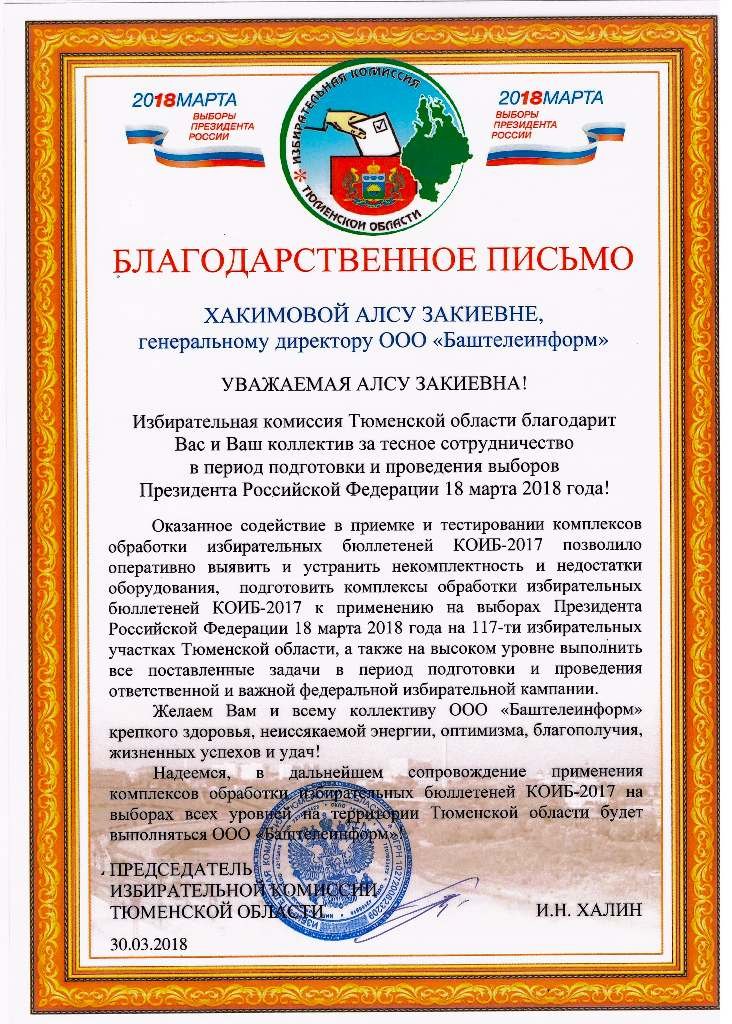 2018МАРТА
ВЫБОРЫ
ПРЕЗИДЕНТА
РОССИИ
ИЗБИРАТЕЛЬНАЯ КОМИССИЯ
ТЮМЕНСКОЙ ОБЛАСТИ
2018МАРТА
ВЫБОРЫ
ПРЕЗИДЕНТА
РОССИИ
БЛАГОДАРСТВЕННОЕ ПИСЬМО
ХАКИМОВОЙ АЛСУ ЗАКИЕВНЕ,
генеральному директору ООО «Баштелеинформ»
УВАЖАЕМАЯ АЛСУ ЗАКИЕВНА!
Избирательная комиссия Тюменской области благодарит
Вас и Ваш коллектив за тесное сотрудничество
в период подготовки и проведения выборов
Президента Российской Федерации 18 марта 2018 года!
Оказанное содействие в приемке и тестировании комплексов
обработки избирательных бюллетеней КОИБ-2017 позволило
оперативно выявить и устранить некомплектность и недостатки
оборудования, подготовить комплексы обработки избирательных
бюллетеней КОИБ-2017 к применению на выборах Президента
Российской Федерации 18 марта 2018 года на 117-ти избирательных
участках Тюменской области, а также на высоком уровне выполнить
все поставленные задачи в период подготовки и проведения
ответственной и важной федеральной избирательной кампании.
Желаем Вам и всему коллективу ООО «Баштелеинформ»
крепкого здоровья, неиссякаемой энергии, оптимизма, благополучия,
жизненных успехов и удач!
Надеемся, в дальнейшем сопровождение применения
комплексов обработки избирательных бюллетеней КОИБ-2017 на
выборах всех уровней на территории Тюменской области будет
выполняться ООО «Баштелеинформ».
ПРЕДСЕДАТЕЛЬ
ИЗБИРАТЕЛЬНОЙ КОМИССИИ
ТЮМЕНСКОЙ ОБЛАСТИ
И.Н. ХАЛИН
30.03.2018